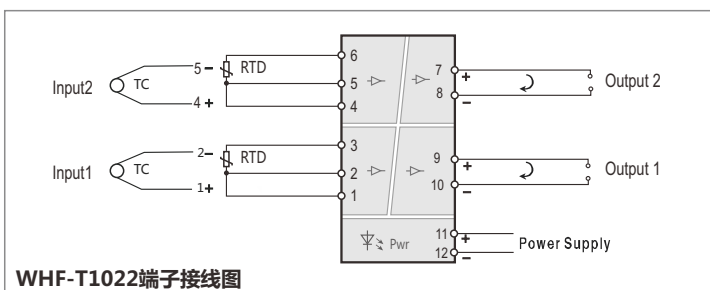 6
5 − RTD
7
+
Input2 TC
5
8
−
Output 2
4 +
4
3
2− RTD
9
+
Input1 TC
2
10
−
Output 1
1+
1
Pwr
11
+
Power Supply
12
−
WHF-T1022端子接线图